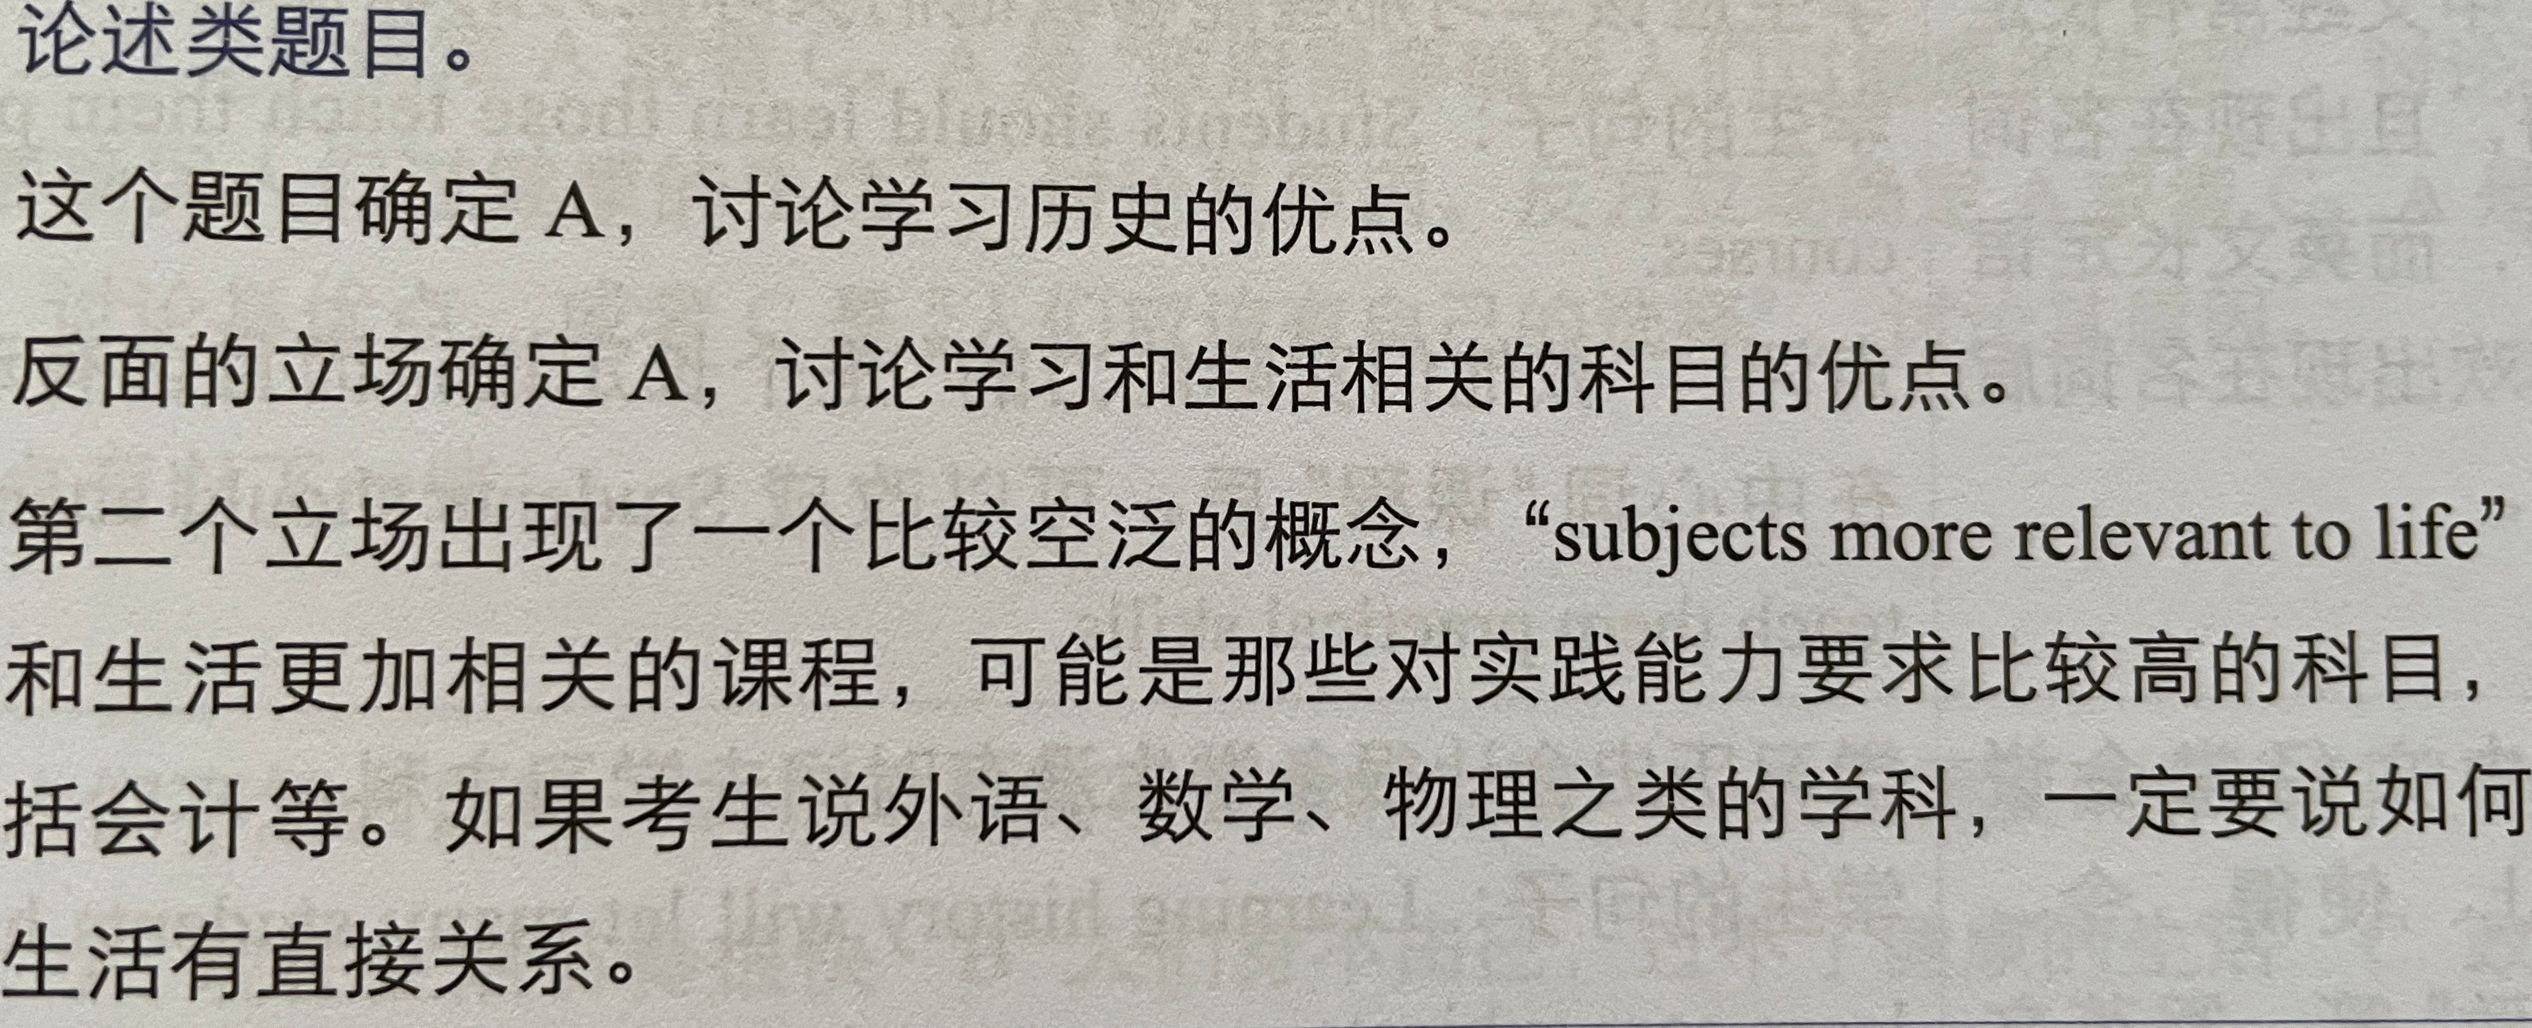 论述类题目。
这个题目确定 A，讨论学习历史的优点。
反面的立场确定 A，讨论学习和生活相关的科目的优点。
第二个立场出现了一个比较空泛的概念，“subjects more relevant to life”
和生活更加相关的课程，可能是那些对实践能力要求比较高的科目，
括会计等。如果考生说外语、数学、物理之类的学科，一定要说如何
生活有直接关系。